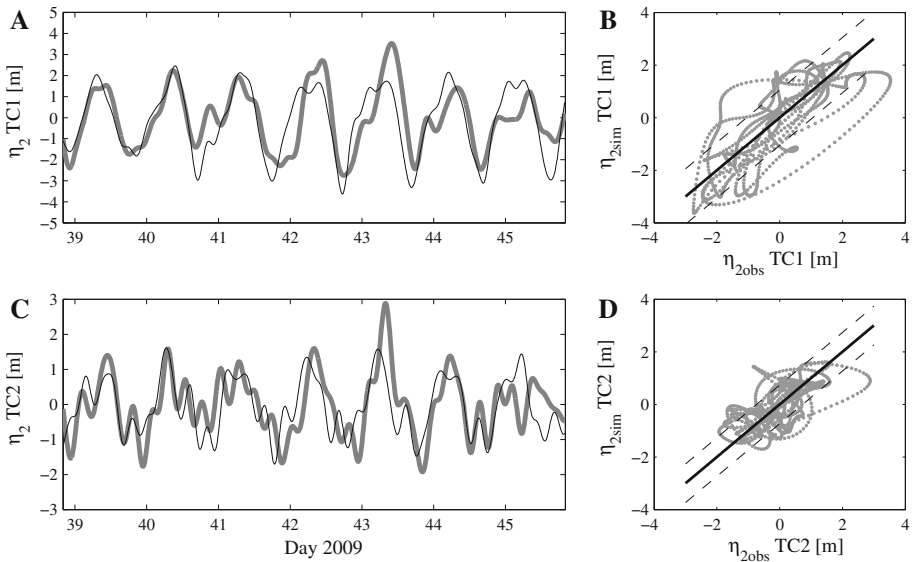 A
η2 TC1 [m]
5
4
3
2
1
0
−1
−2
−3
−4
5
39 40 41 42 43 44 45
B
η2sim TC1 [m]
4
2
0
−2
−4
−4 −2 0 2 4
η2obs TC1 [m]
C
η2 TC2 [m]
3
2
1
0
−1
−2
−3
39 40 41 42 43 44 45
Day 2009
D
η2sim TC2 [m]
4
2
0
−2
−4
−4 −2 0 2 4
η2obs TC2 [m]